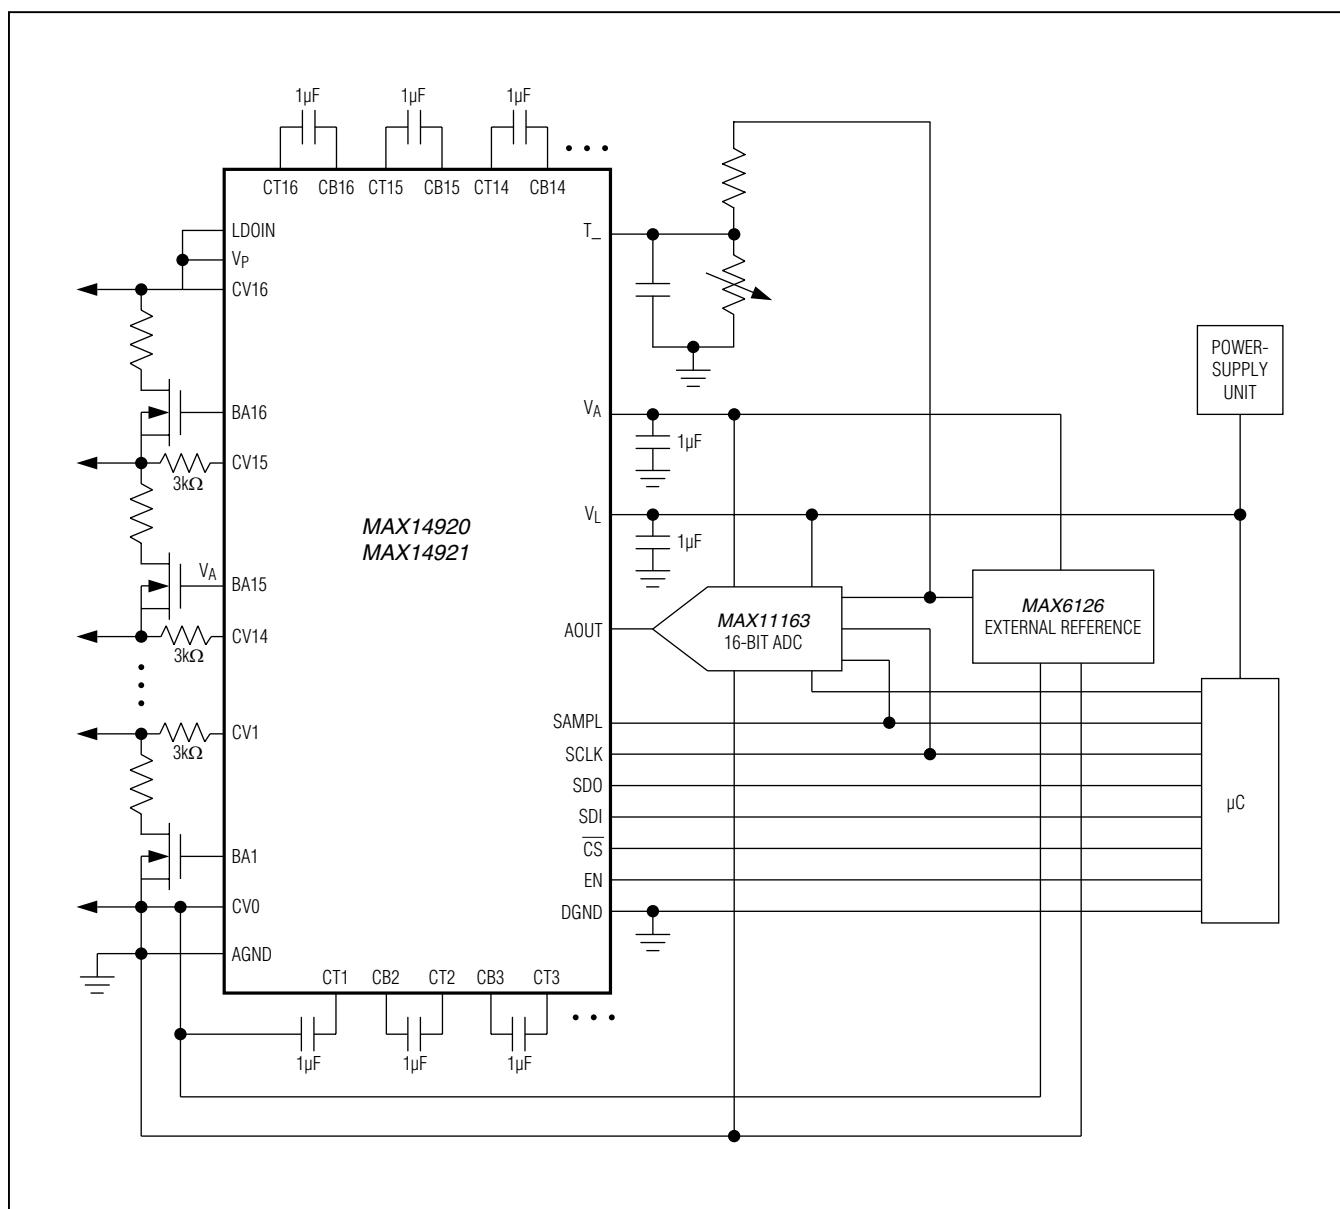 1µF 1µF 1µF
• • •
CT16 CB16 CT15 CB15 CT14 CB14
LDOIN
VP
CV16
BA16
CV15
3kΩ
VA
BA15
CV14
3kΩ
• • •
CV1
3kΩ
BA1
CV0
AGND
MAX14920
MAX14921
T_
VA
1µF
VL
1µF
AOUT
SAMPL
SCLK
SDO
SDI
CS
EN
DGND
MAX11163
16-BIT ADC
MAX6126
EXTERNAL REFERENCE
POWER-
SUPPLY
UNIT
µC
CT1 CB2 CT2 CB3 CT3
• • •
1µF 1µF 1µF